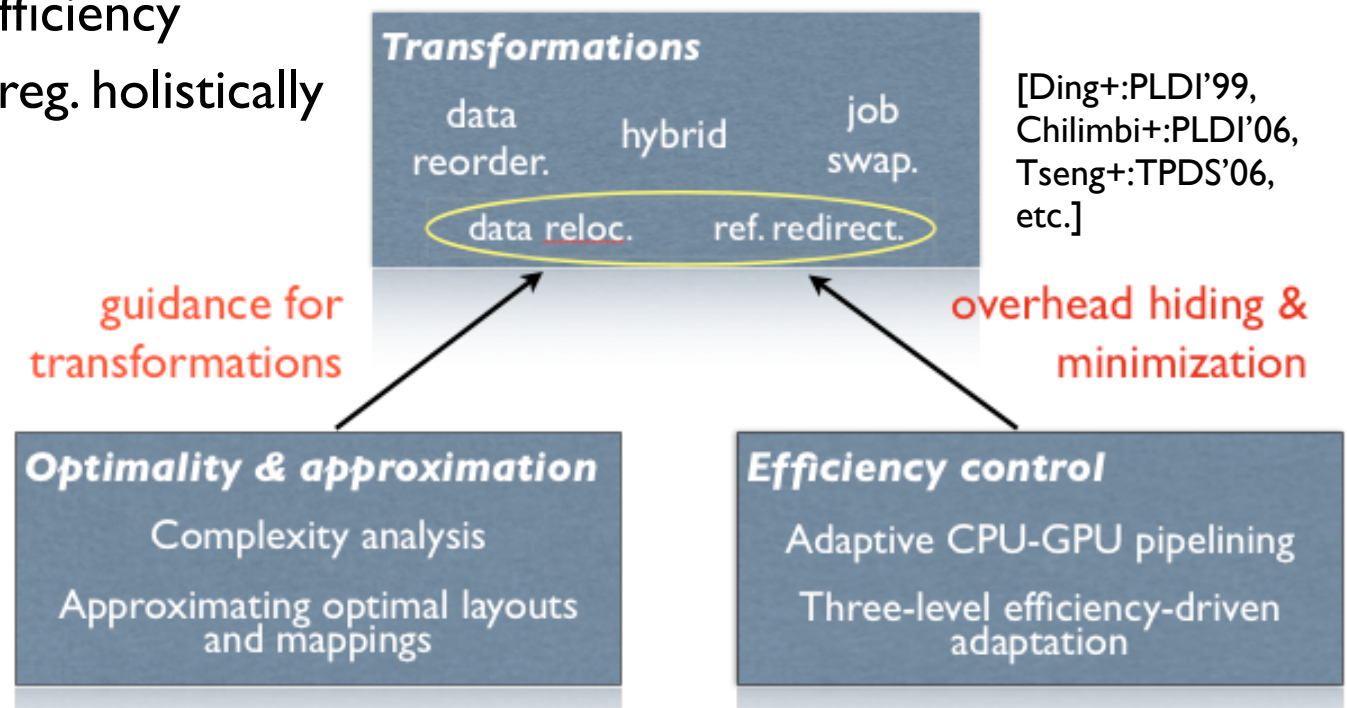 fficiency
reg. holistically
Transformations
data
reorder.
hybrid
job
swap.
data reloc.
ref. redirect.
[Ding+:PLDI'99,
Chilimbi+:PLDI'06,
Tseng+:TPDS'06,
etc.]
guidance for
transformations
overhead hiding &
minimization
Optimality & approximation
Complexity analysis
Approximating optimal layouts
and mappings
Efficiency control
Adaptive CPU-GPU pipelining
Three-level efficiency-driven
adaptation